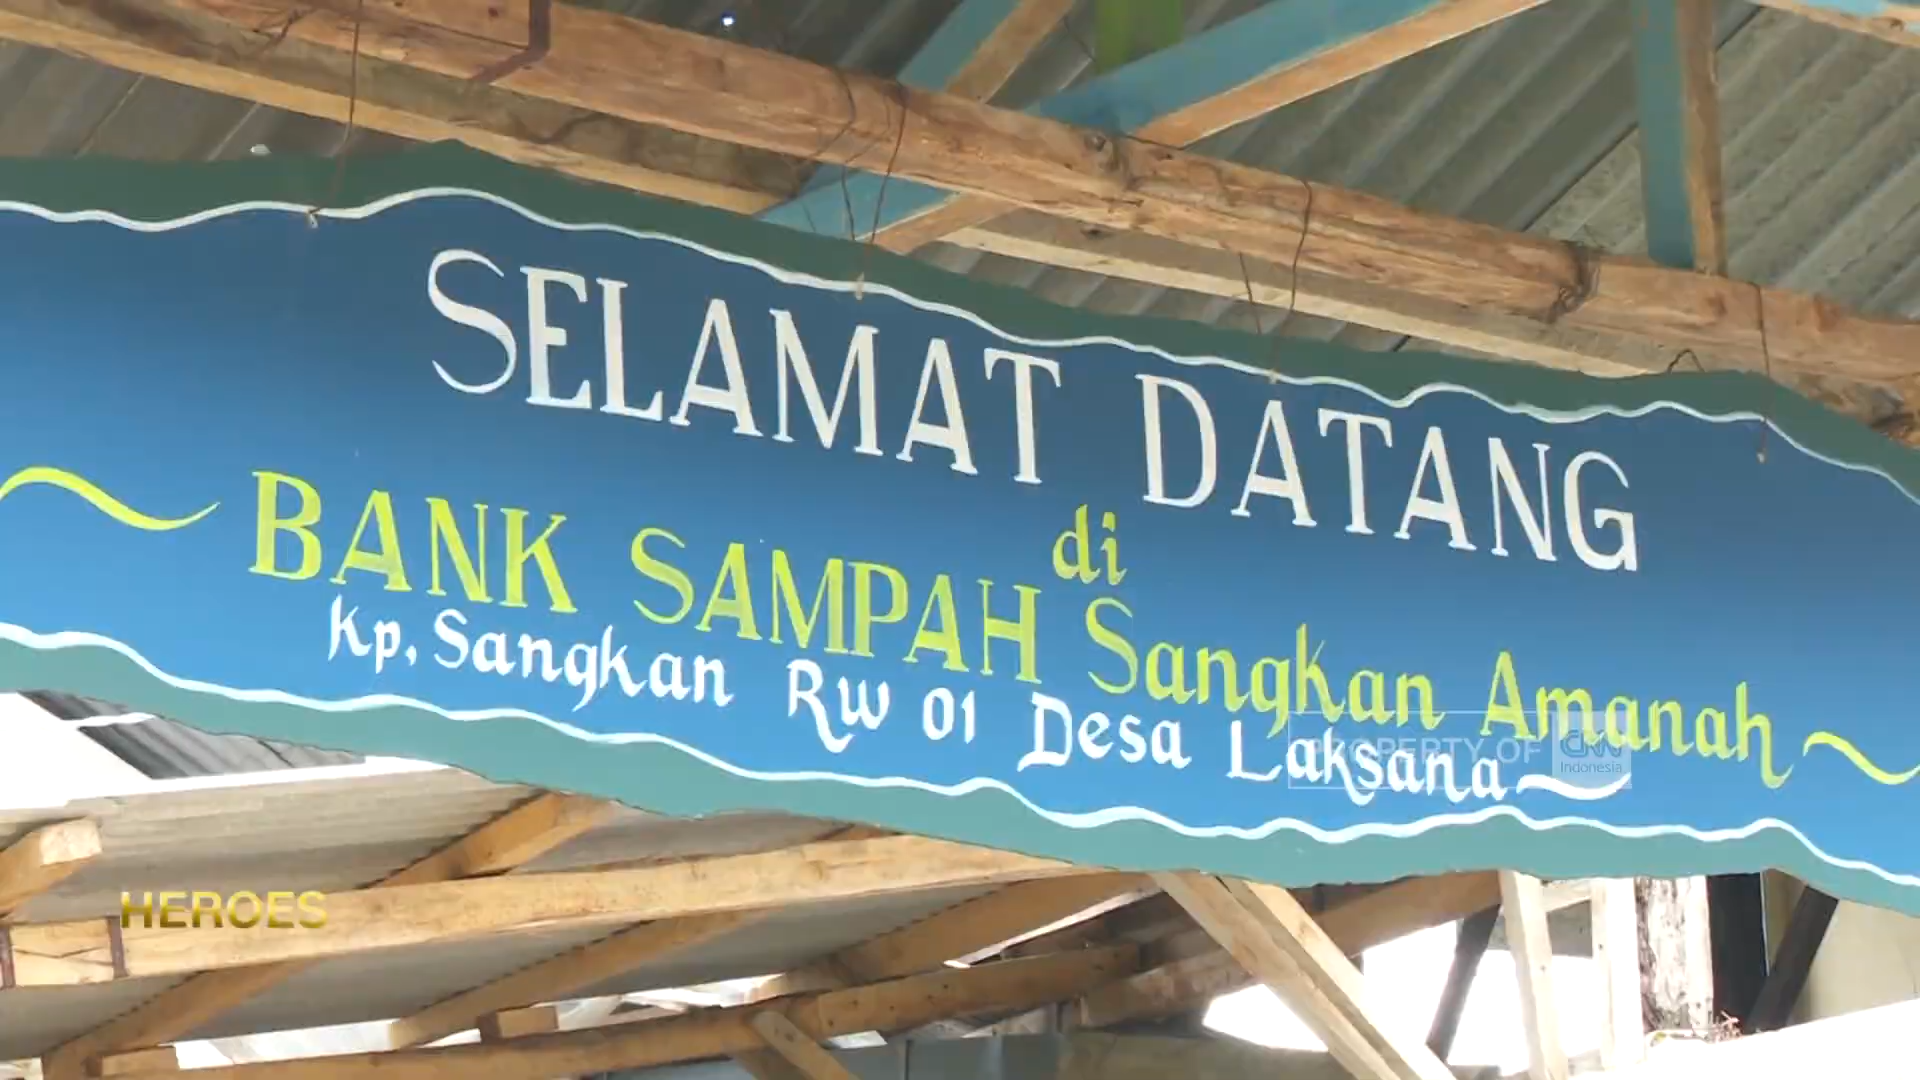 SELAMAT DATANG
di
BANK SAMPAH Sangkan Amanah
Kp. Sangkan Rw 01 Desa Laksana
PROPERTY OF CNN Indonesia
HEROES